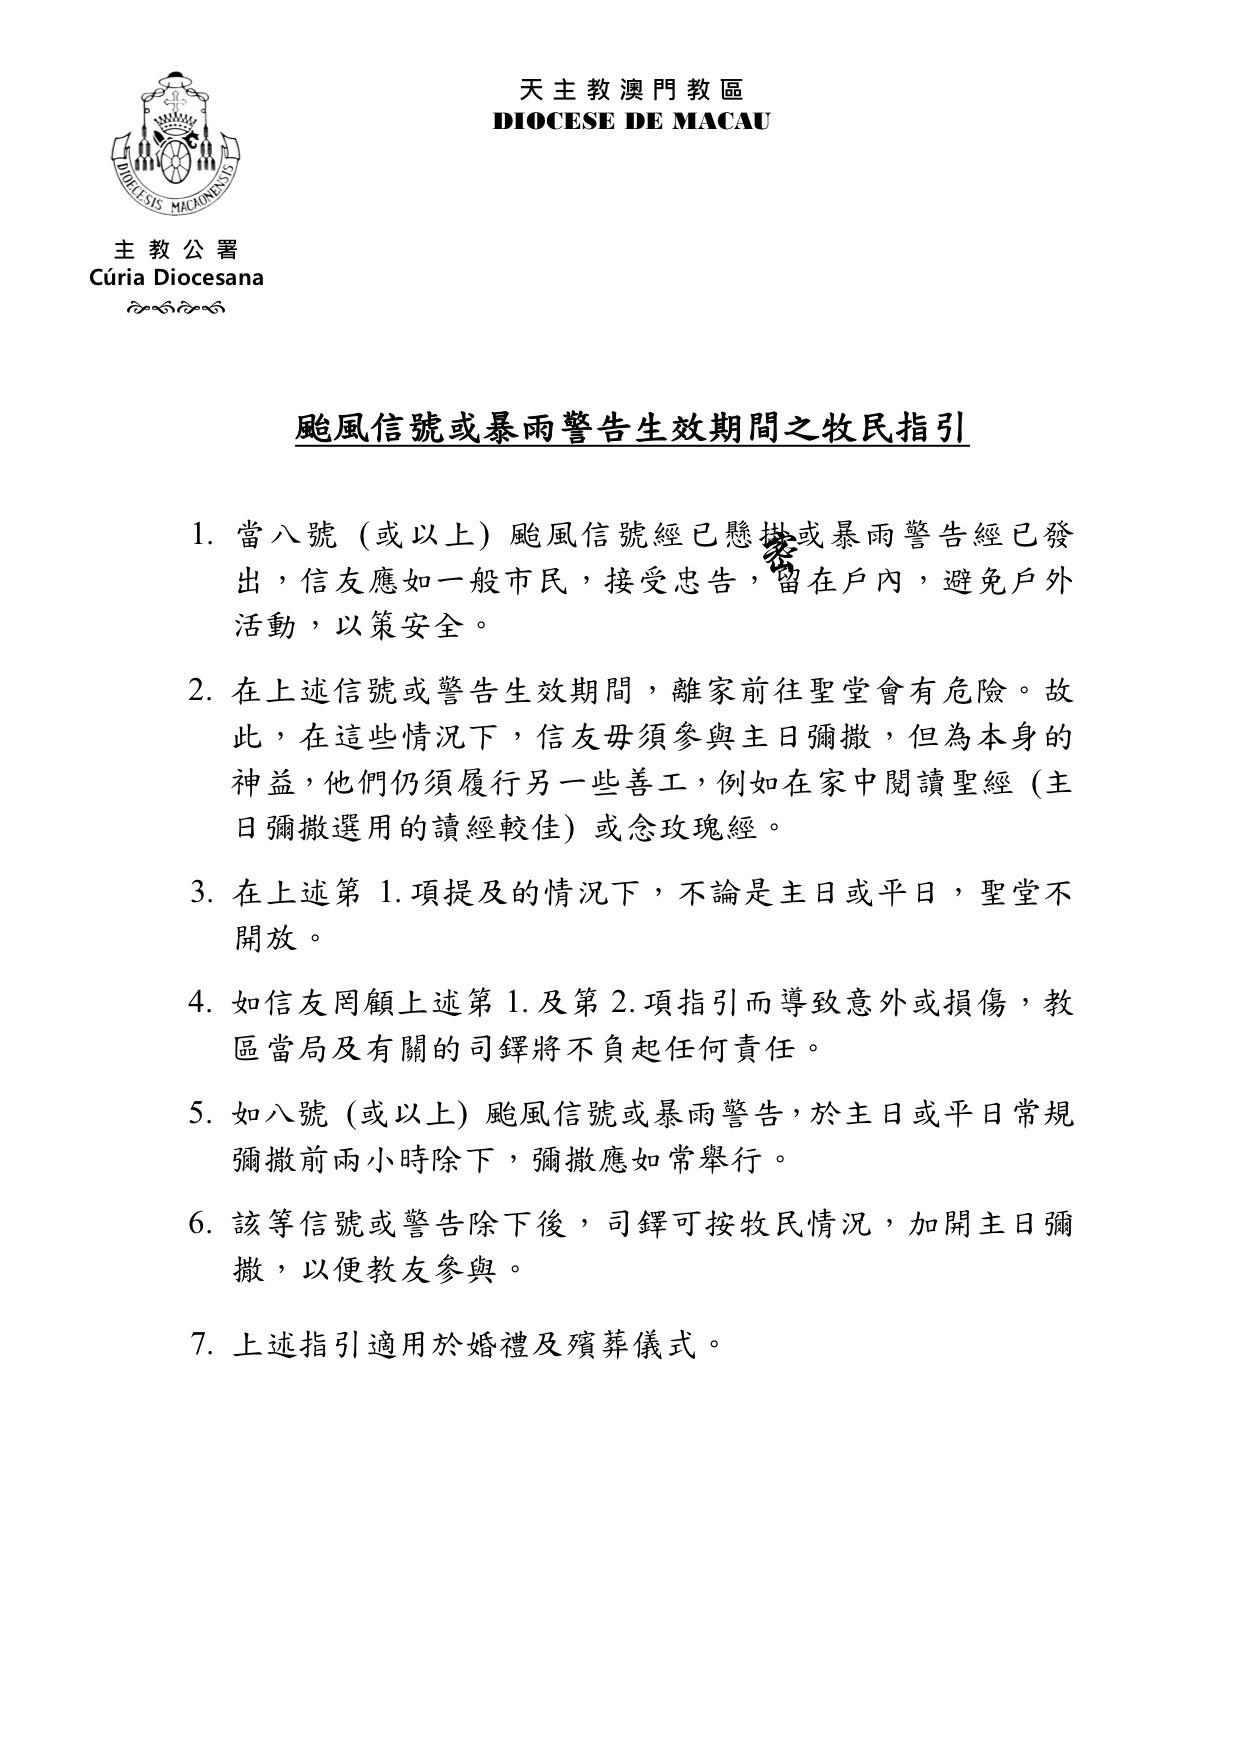 天主教澳門教區
DIOCESE DE MACAU
DIOECESIS MACAONENSIS
主教公署
Cúria Diocesana
颱風信號或暴雨警告生效期間之牧民指引
1. 當八號 (或以上) 颱風信號經已懸掛或暴雨警告經已發
密
出，信友應如一般市民，接受忠告，留在戶內，避免戶外
活動，以策安全。
2. 在上述信號或警告生效期間，離家前往聖堂會有危險。故
此，在這些情況下，信友毋須參與主日彌撒，但為本身的
神益，他們仍須履行另一些善工，例如在家中閱讀聖經 (主
日彌撒選用的讀經較佳) 或念玫瑰經。
3. 在上述第 1. 項提及的情況下，不論是主日或平日，聖堂不
開放。
4. 如信友罔顧上述第 1. 及第 2. 項指引而導致意外或損傷，教
區當局及有關的司鐸將不負起任何責任。
5. 如八號 (或以上) 颱風信號或暴雨警告，於主日或平日常規
彌撒前兩小時除下，彌撒應如常舉行。
6. 該等信號或警告除下後，司鐸可按牧民情況，加開主日彌
撒，以便教友參與。
7. 上述指引適用於婚禮及殯葬儀式。